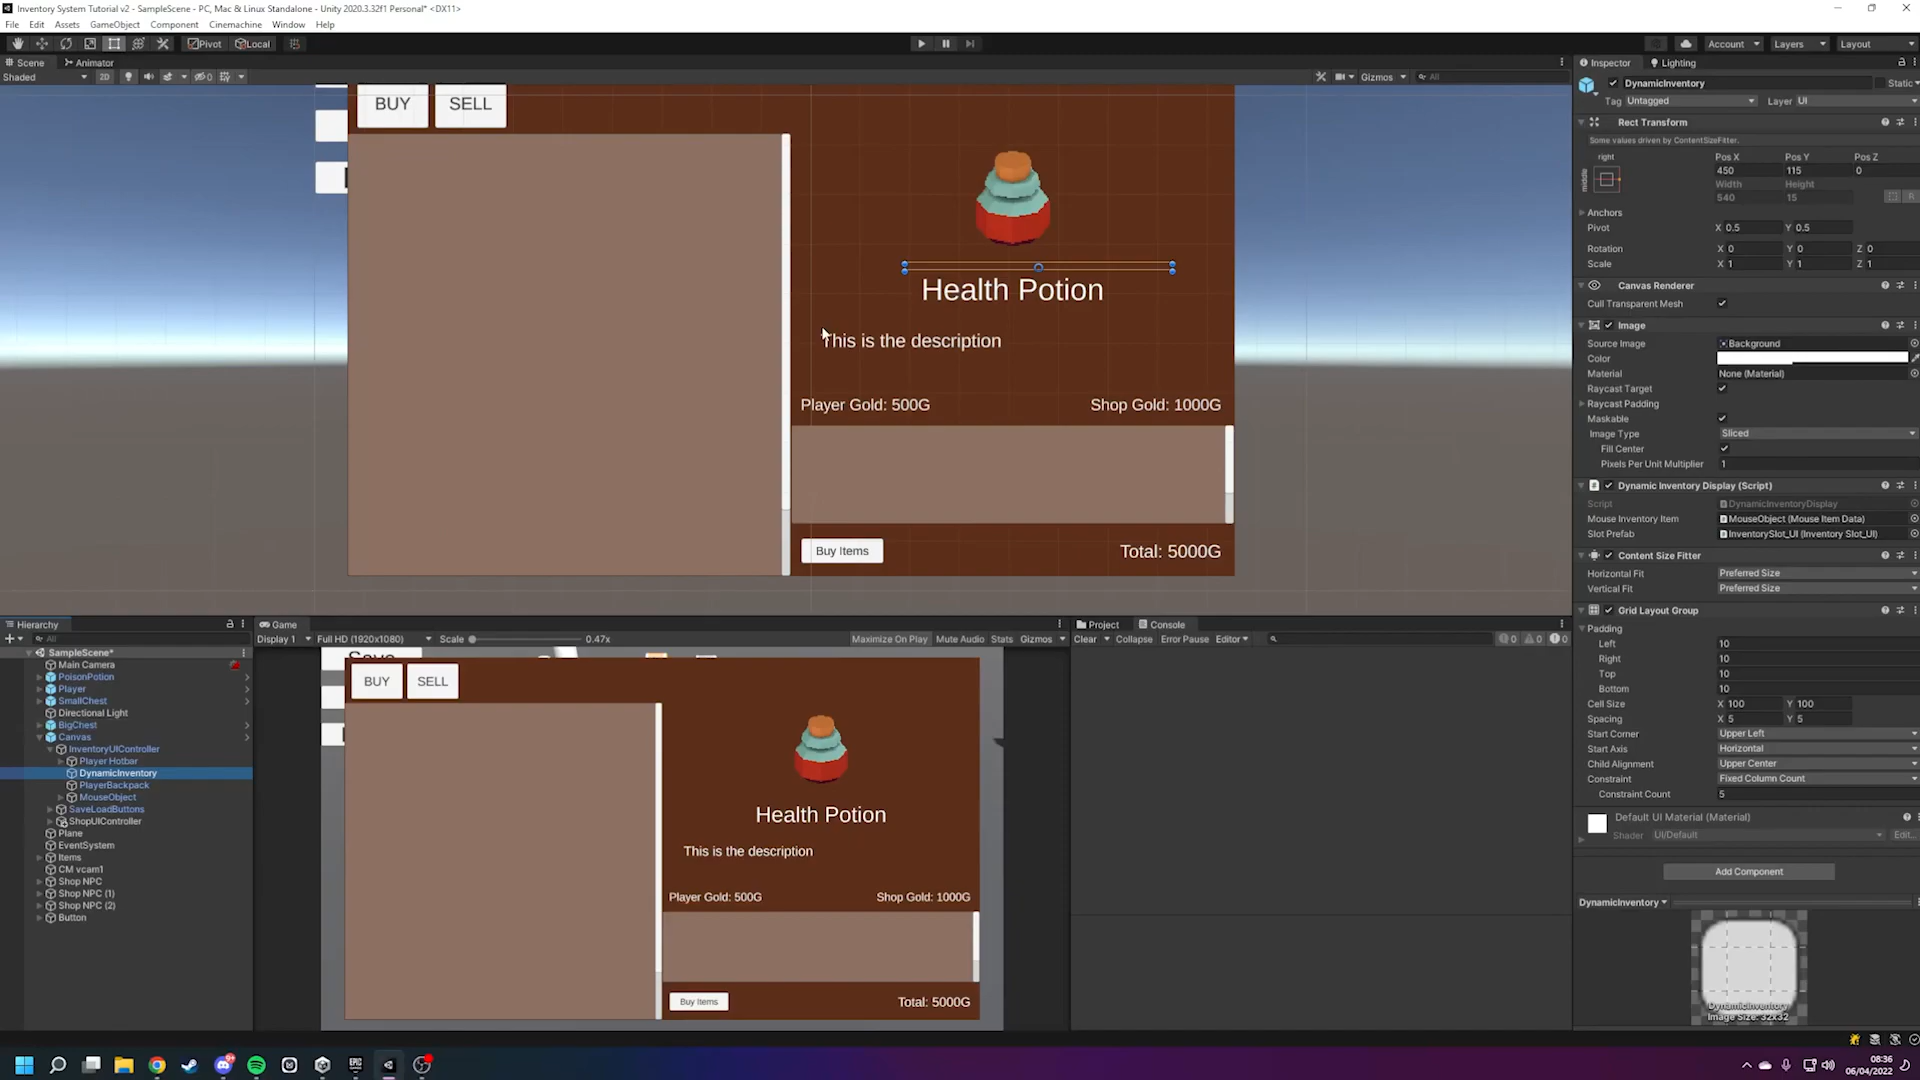 Inventory System Tutorial v2 - SampleScene - PC, Mac & Linux Standalone - Unity 2020.3.32f1 Personal* <DX11>
File Edit Assets GameObject Component Cinemachine Window Help
Pivot Local Account Layers Layout
Scene Animator
Shaded 2D Gizmos All
BUY SELL
Health Potion
This is the description
Player Gold: 500G Shop Gold: 1000G
Buy Items Total: 5000G
Inspector Lighting
DynamicInventory Static
Tag Untagged Layer UI
Rect Transform
Some values driven by ContentSizeFitter.
right Pos X Pos Y Pos Z
middle 450 115 0
Width Height
540 15 R
Anchors
Pivot X 0.5 Y 0.5
Rotation X 0 Y 0 Z 0
Scale X 1 Y 1 Z 1
Canvas Renderer
Cull Transparent Mesh
Image
Source Image Background
Color
Material None (Material)
Raycast Target
Raycast Padding
Maskable
Image Type Sliced
Fill Center
Pixels Per Unit Multiplier 1
Dynamic Inventory Display (Script)
Script DynamicInventoryDisplay
Mouse Inventory Item MouseObject (Mouse Item Data)
Slot Prefab InventorySlot_UI (Inventory Slot_UI)
Content Size Fitter
Horizontal Fit Preferred Size
Vertical Fit Preferred Size
Grid Layout Group
Padding
Left 10
Right 10
Top 10
Bottom 10
Cell Size X 100 Y 100
Spacing X 5 Y 5
Start Corner Upper Left
Start Axis Horizontal
Child Alignment Upper Center
Constraint Fixed Column Count
Constraint Count 5
Default UI Material (Material)
Shader UI/Default Edit...
Add Component
DynamicInventory
DynamicInventory
Image Size: 32x32
Hierarchy
All
SampleScene*
Main Camera
PoisonPotion
Player
SmallChest
Directional Light
BigChest
Canvas
InventoryUIController
Player Hotbar
DynamicInventory
PlayerBackpack
MouseObject
SaveLoadButtons
ShopUIController
Plane
EventSystem
Items
CM vcam1
Shop NPC
Shop NPC (1)
Shop NPC (2)
Button
Game
Display 1 Full HD (1920x1080) Scale 0.47x Maximize On Play Mute Audio Stats Gizmos
Save
BUY SELL
Health Potion
This is the description
Player Gold: 500G Shop Gold: 1000G
Buy Items Total: 5000G
Project Console
Clear Collapse Error Pause Editor 0 0 0
08:36
06/04/2022